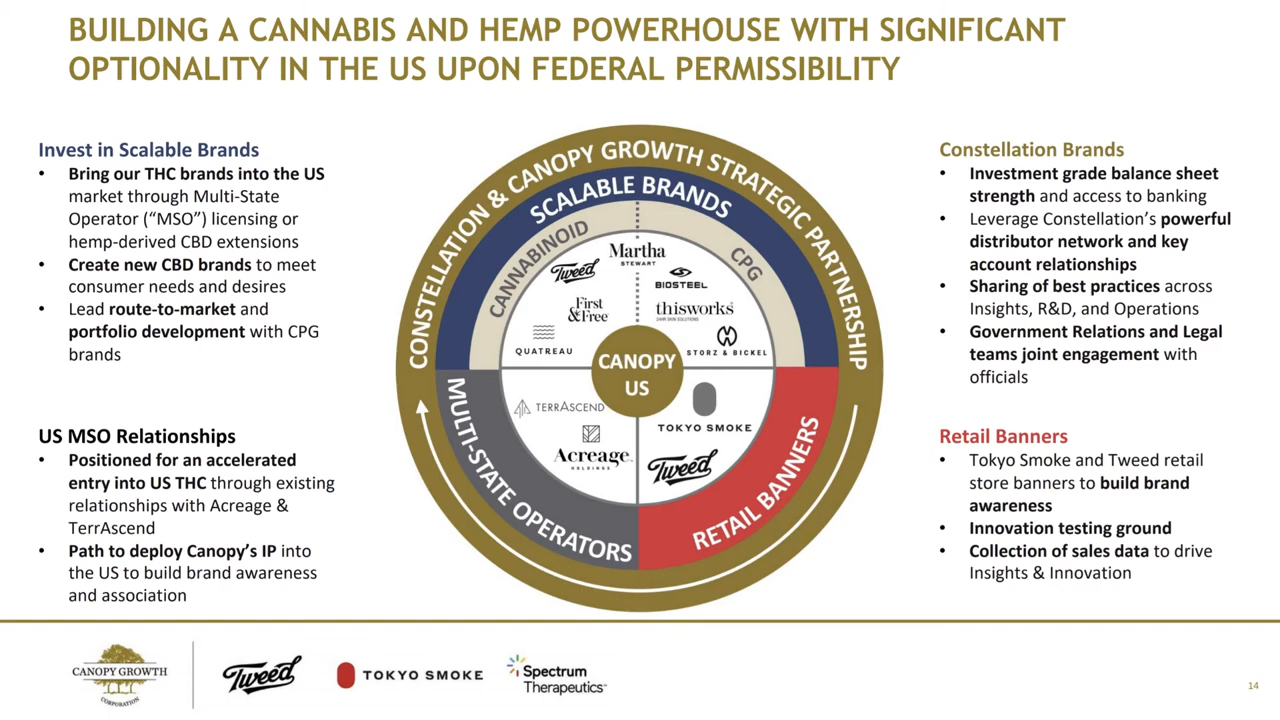 BUILDING A CANNABIS AND HEMP POWERHOUSE WITH SIGNIFICANT
OPTIONALITY IN THE US UPON FEDERAL PERMISSIBILITY
Invest in Scalable Brands
• Bring our THC brands into the US
market through Multi-State
Operator (“MSO”) licensing or
hemp-derived CBD extensions
• Create new CBD brands to meet
consumer needs and desires
• Lead route-to-market and
portfolio development with CPG
brands
US MSO Relationships
• Positioned for an accelerated
entry into US THC through existing
relationships with Acreage &
TerrAscend
• Path to deploy Canopy’s IP into
the US to build brand awareness
and association
CONSTELLATION & CANOPY GROWTH STRATEGIC PARTNERSHIP
SCALABLE BRANDS
CANNABINOID
CPG
Martha
STEWART
Tweed
BIOSTEEL
First
&Free
thisworks
QUATREAU
STORZ & BICKEL
CANOPY
US
TERRASCEND
TOKYO SMOKE
Acreage
HOLDINGS
Tweed
MULTI-STATE OPERATORS
RETAIL BANNERS
Constellation Brands
• Investment grade balance sheet
strength and access to banking
• Leverage Constellation’s powerful
distributor network and key
account relationships
• Sharing of best practices across
Insights, R&D, and Operations
• Government Relations and Legal
teams joint engagement with
officials
Retail Banners
• Tokyo Smoke and Tweed retail
store banners to build brand
awareness
• Innovation testing ground
• Collection of sales data to drive
Insights & Innovation
CANOPY GROWTH
CORPORATION
Tweed
TOKYO SMOKE
Spectrum
Therapeutics™
14